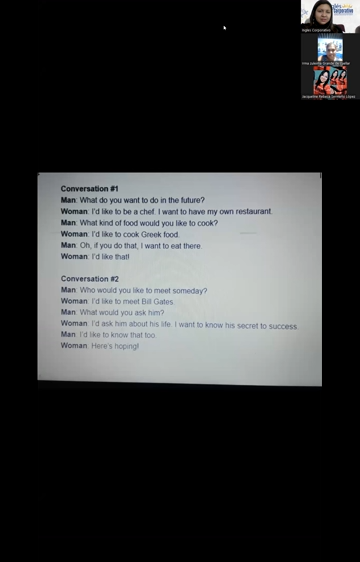 Corporativo
Inglés Corporativo
Conversation #1
Man: What do you want to do in the future?
Woman: I'd like to be a chef. I want to have my own restaurant.
Man: What kind of food would you like to cook?
Woman: I'd like to cook Greek food.
Man: Oh, if you do that, I want to eat there.
Woman: I'd like that!
Conversation #2
Man: Who would you like to meet someday?
Woman: I'd like to meet Bill Gates.
Man: What would you ask him?
Woman: I'd ask him about his life. I want to know his secret to success.
Man: I'd like to know that too.
Woman: Here's hoping!